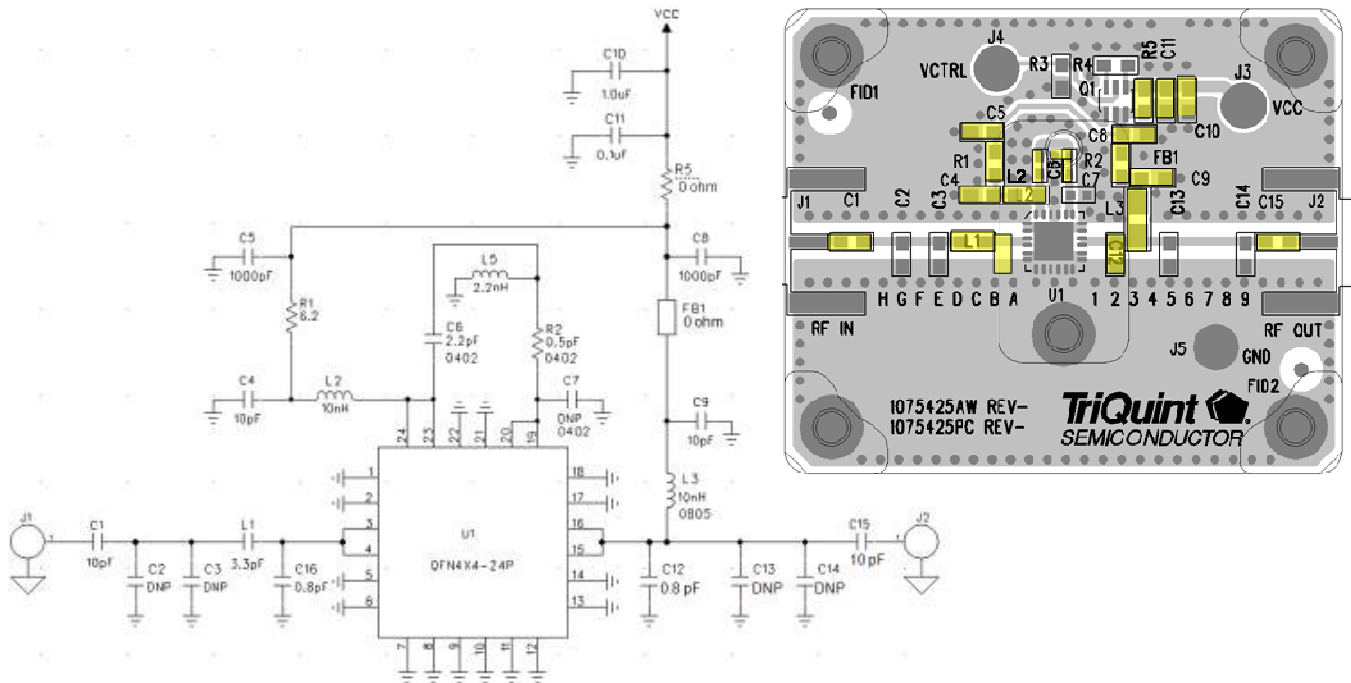 VCC
C10
1.0uF
C11
0.1uF
R5
0 ohm
C5
1000pF
C8
1000pF
L5
2.2nH
R1
6.2
C6
2.2pF
0402
R2
0.5pF
0402
FB1
0 ohm
C4
10pF
L2
10nH
C7
DNP
0402
C9
10pF
24
23
22
21
20
19
L3
10nH
0805
1
2
3
4
5
6
18
17
16
15
14
13
U1
QFN4X4-24P
J1
1
C1
10pF
C2
DNP
C3
DNP
L1
3.3pF
C16
0.8pF
C12
0.8 pF
C13
DNP
C14
DNP
C15
10 pF
1
J2
7
8
9
10
11
12
J4
VCTRL
R3
R4
R5
C11
J3
VCC
FID1
Q1
C10
C5
C8
R1
C6
R2
FB1
C4
L2
L2
C7
C9
J1
C1
C2
C3
L3
C13
C14
C15
J2
L1
C12
H G F E D C B A
U1
1 2 3 4 5 6 7 8 9
RF IN
RF OUT
J5
GND
FID2
1075425AW REV-
1075425PC REV-
TriQuint
SEMICONDUCTOR